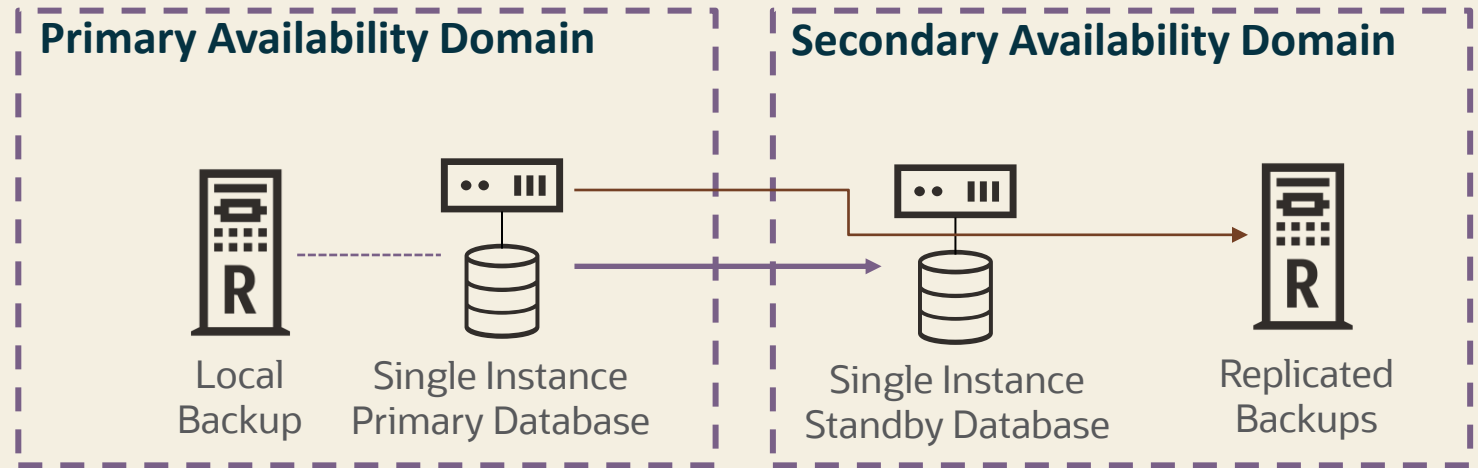 Primary Availability Domain
Secondary Availability Domain
R
R
Local
Backup
Single Instance
Primary Database
Single Instance
Standby Database
Replicated
Backups